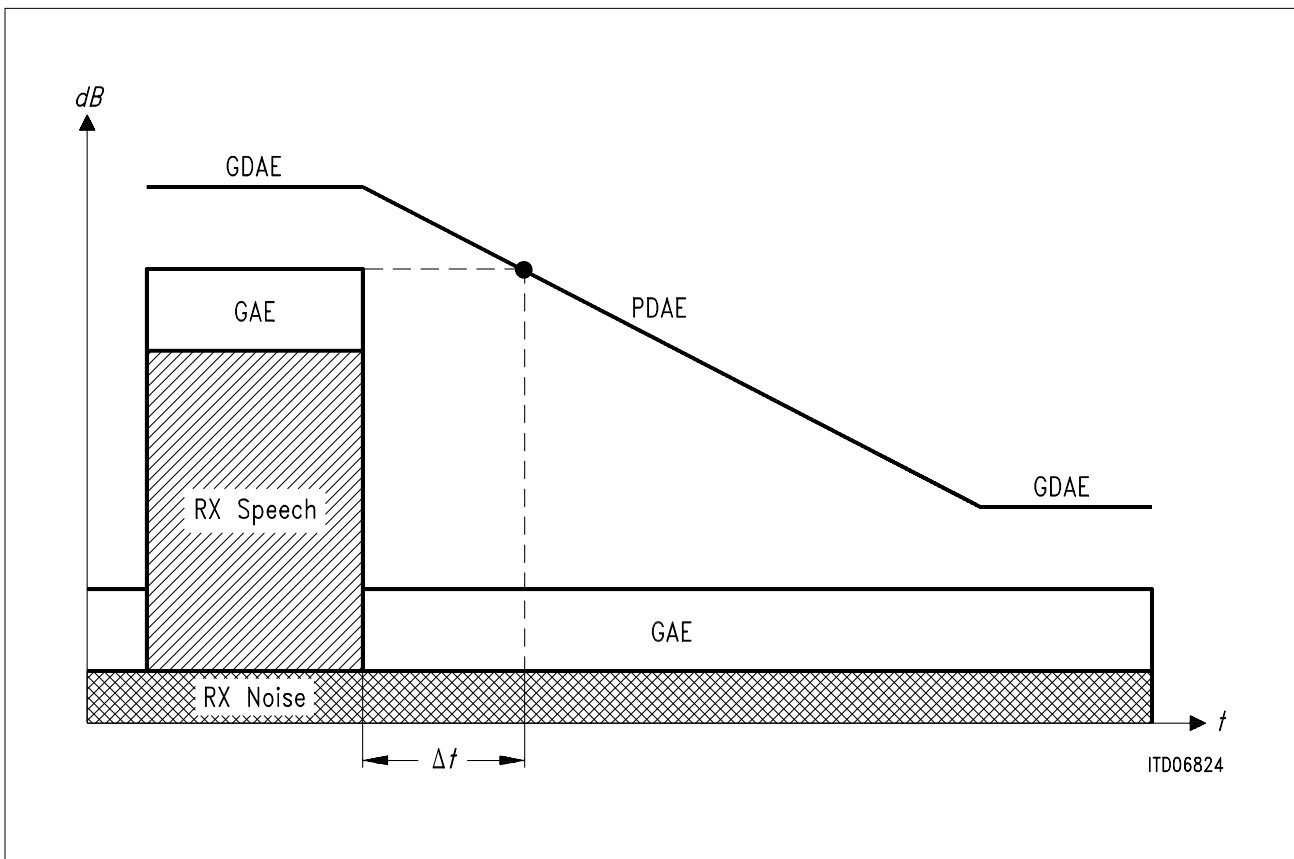 dB
GDAE
GAE
PDAE
RX Speech
GDAE
GAE
RX Noise
t
Δt
ITD06824